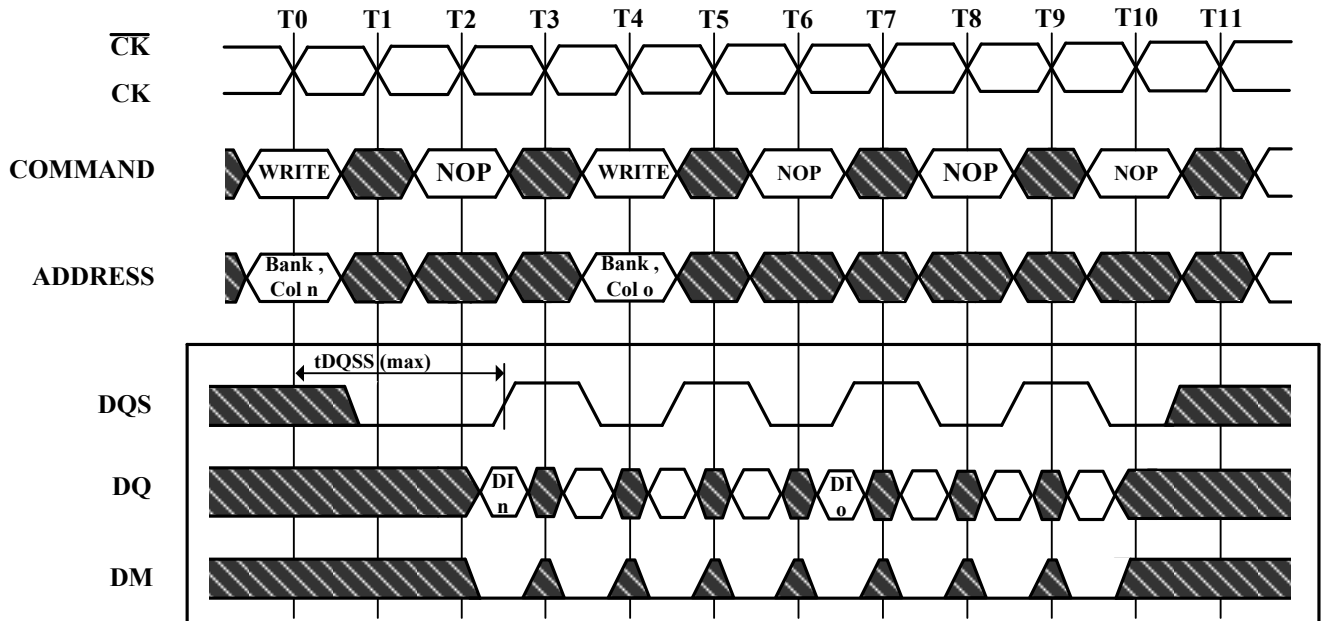 T0 T1 T2 T3 T4 T5 T6 T7 T8 T9 T10 T11
CK
CK
COMMAND WRITE NOP WRITE NOP NOP NOP
ADDRESS Bank , Col n Bank , Col o
tDQSS (max)
DQS
DQ DI n DI o
DM